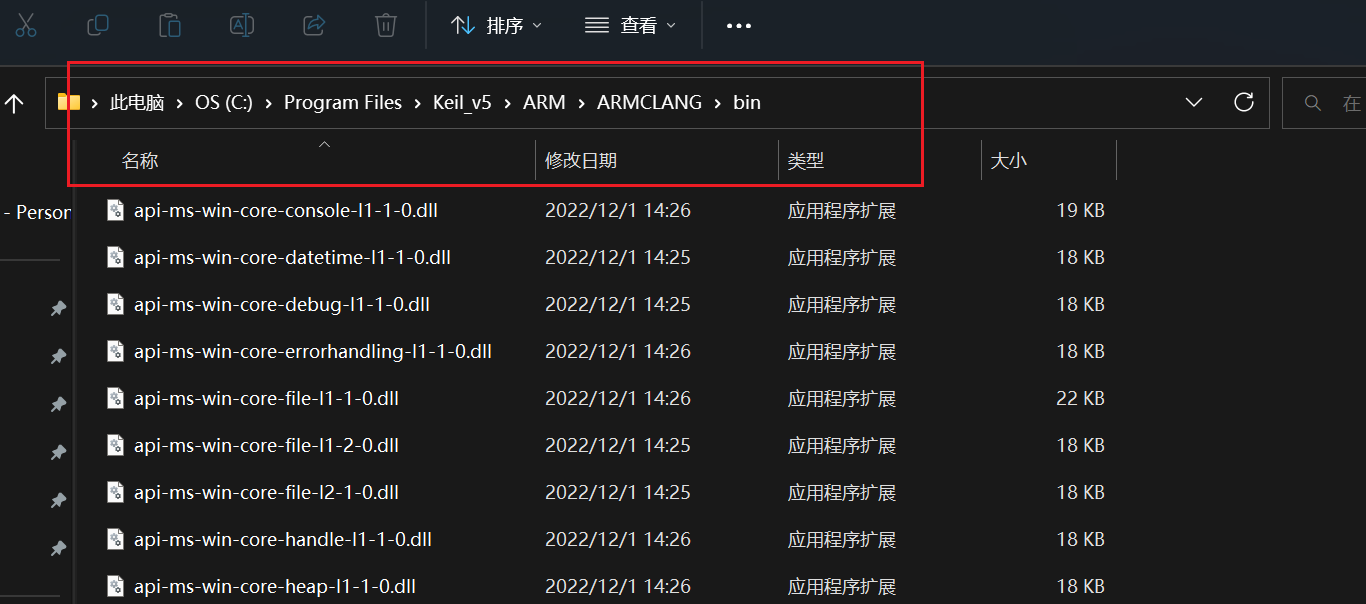 排序 查看
此电脑 › OS (C:) › Program Files › Keil_v5 › ARM › ARMCLANG › bin 在
名称 修改日期 类型 大小
api-ms-win-core-console-l1-1-0.dll 2022/12/1 14:26 应用程序扩展 19 KB
- Person
api-ms-win-core-datetime-l1-1-0.dll 2022/12/1 14:25 应用程序扩展 18 KB
api-ms-win-core-debug-l1-1-0.dll 2022/12/1 14:25 应用程序扩展 18 KB
api-ms-win-core-errorhandling-l1-1-0.dll 2022/12/1 14:26 应用程序扩展 18 KB
api-ms-win-core-file-l1-1-0.dll 2022/12/1 14:26 应用程序扩展 22 KB
api-ms-win-core-file-l1-2-0.dll 2022/12/1 14:25 应用程序扩展 18 KB
api-ms-win-core-file-l2-1-0.dll 2022/12/1 14:25 应用程序扩展 18 KB
api-ms-win-core-handle-l1-1-0.dll 2022/12/1 14:26 应用程序扩展 18 KB
api-ms-win-core-heap-l1-1-0.dll 2022/12/1 14:26 应用程序扩展 18 KB